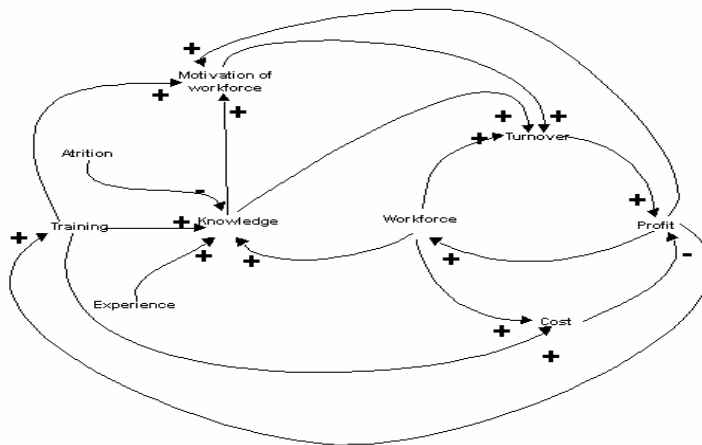 +
Motivation of
workforce
+
+
+
+
Turnover
+
Atrition
-
Training
+
+
Knowledge
Workforce
+
Profit
+
+
+
-
Experience
+
Cost
+